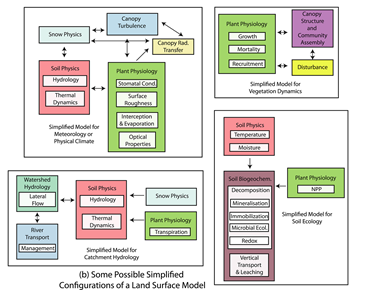 Canopy
Turbulence
Snow Physics
Canopy Rad.
Transfer
Soil Physics
Hydrology
Thermal
Dynamics
Plant Physiology
Stomatal Cond.
Surface
Roughness
Interception
& Evaporation
Optical
Properties
Simplified Model for
Meteorology or
Physical Climate
Plant Physiology
Growth
Mortality
Recruitment
Canopy
Structure and
Community
Assembly
Disturbance
Simplified Model for
Vegetation Dynamics
Watershed
Hydrology
Lateral
Flow
River
Transport
Management
Soil Physics
Hydrology
Thermal
Dynamics
Snow Physics
Plant Physiology
Transpiration
Simplified Model for
Catchment Hydrology
Soil Physics
Temperature
Moisture
Soil Biogeochem.
Decomposition
Mineralisation
Immobilization
Microbial Ecol.
Redox
Vertical
Transport &
Leaching
Plant Physiology
NPP
Simplified Model for
Soil Ecology
(b) Some Possible Simplified
Configurations of a Land Surface Model